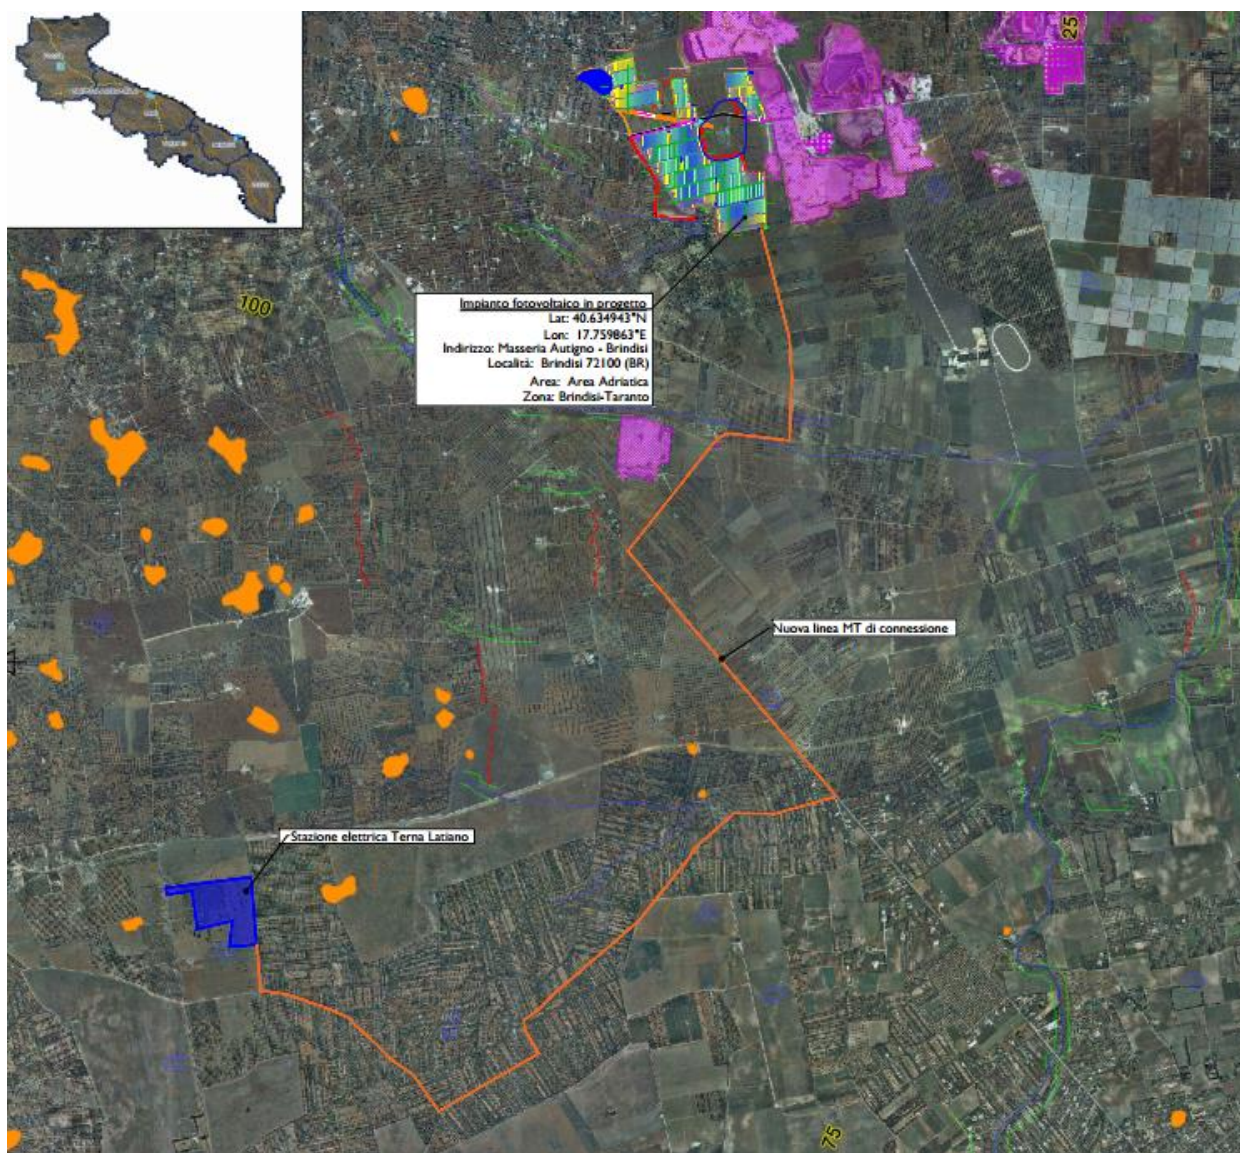 25
100
Impianto fotovoltaico in progetto
Lat: 40.634943°N
Lon: 17.759863°E
Indirizzo: Masseria Autigno - Brindisi
Località: Brindisi 72100 (BR)
Area: Area Adriatica
Zona: Brindisi-Taranto
Nuova linea MT di connessione
Stazione elettrica Terna Latiano
75